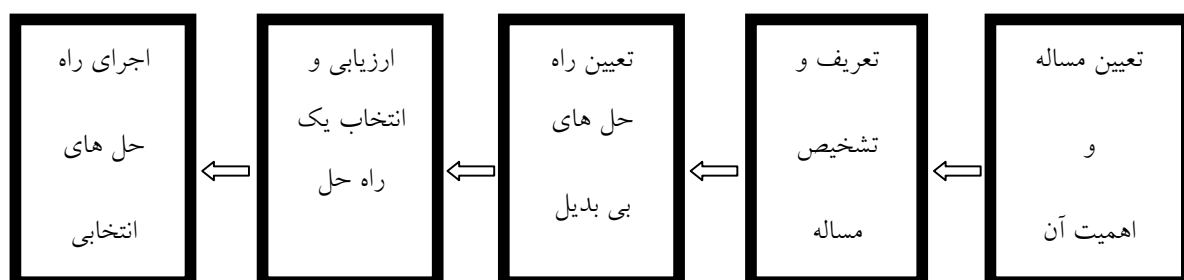 تعیین مساله
و
اهمیت آن
تعریف و
تشخیص
مساله
تعیین راه
حل های
بی بدیل
ارزیابی و
انتخاب یک
راه حل
اجرای راه
حل های
انتخابی